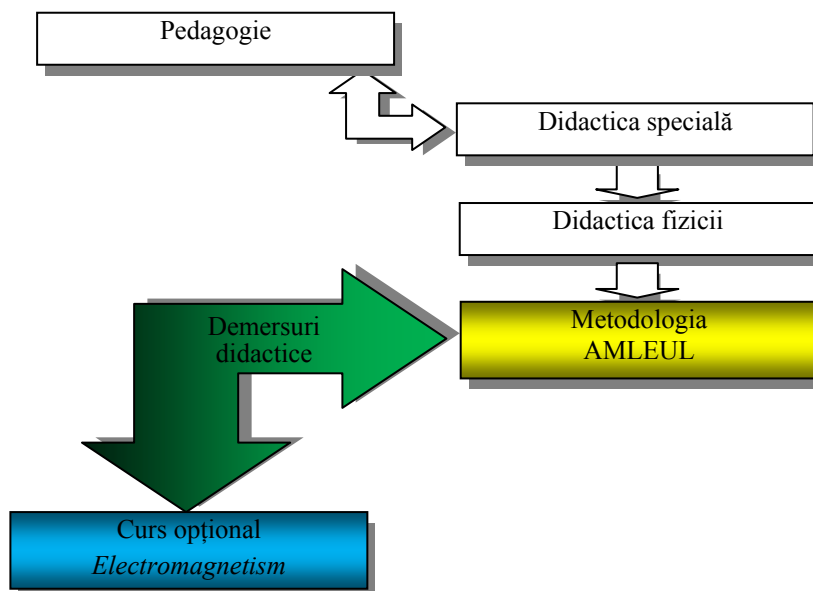 Pedagogie
Didactica specială
Didactica fizicii
Demersuri
didactice
Metodologia
AMLEUL
Curs opțional
Electromagnetism